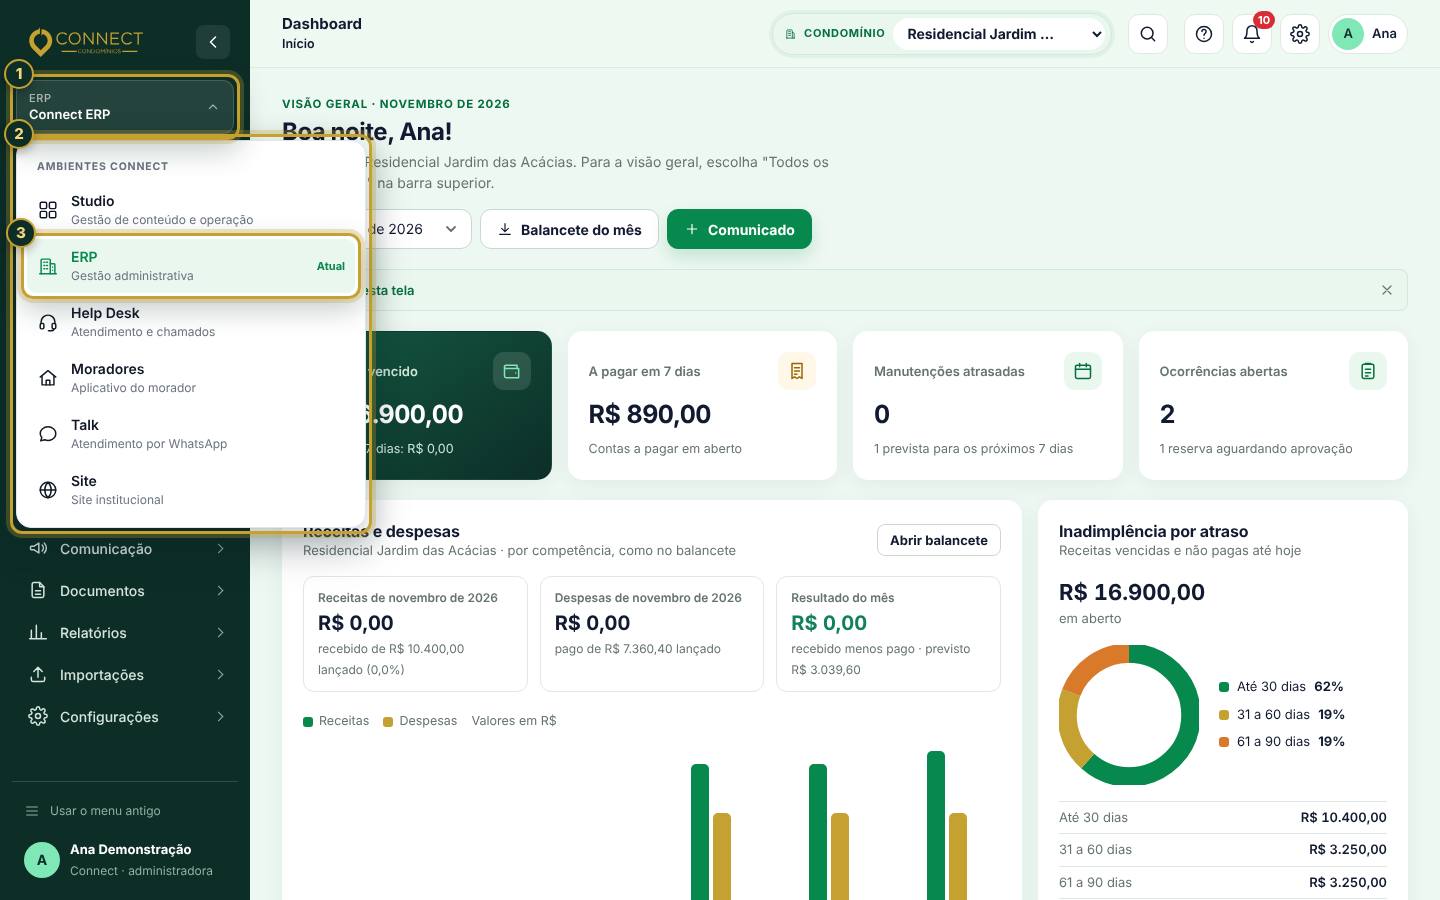 CONNECT
CONDOMÍNIOS
1
ERP
Connect ERP
2
AMBIENTES CONNECT
Studio
Gestão de conteúdo e operação
3
ERP
Gestão administrativa
Atual
Help Desk
Atendimento e chamados
Moradores
Aplicativo do morador
Talk
Atendimento por WhatsApp
Site
Site institucional
Comunicação
Documentos
Relatórios
Importações
Configurações
Usar o menu antigo
A
Ana Demonstração
Connect · administradora
Dashboard
Início
CONDOMÍNIO
Residencial Jardim ...
10
A
Ana
VISÃO GERAL · NOVEMBRO DE 2026
Boa noite, Ana!
Residencial Jardim das Acácias. Para a visão geral, escolha "Todos os
" na barra superior.
de 2026
Balancete do mês
Comunicado
esta tela
vencido
6.900,00
7 dias: R$ 0,00
A pagar em 7 dias
R$ 890,00
Contas a pagar em aberto
Manutenções atrasadas
0
1 prevista para os próximos 7 dias
Ocorrências abertas
2
1 reserva aguardando aprovação
Receitas e despesas
Residencial Jardim das Acácias · por competência, como no balancete
Abrir balancete
Receitas de novembro de 2026
R$ 0,00
recebido de R$ 10.400,00
lançado (0,0%)
Despesas de novembro de 2026
R$ 0,00
pago de R$ 7.360,40 lançado
Resultado do mês
R$ 0,00
recebido menos pago · previsto
R$ 3.039,60
Receitas
Despesas
Valores em R$
Inadimplência por atraso
Receitas vencidas e não pagas até hoje
R$ 16.900,00
em aberto
Até 30 dias 62%
31 a 60 dias 19%
61 a 90 dias 19%
Até 30 dias R$ 10.400,00
31 a 60 dias R$ 3.250,00
61 a 90 dias R$ 3.250,00